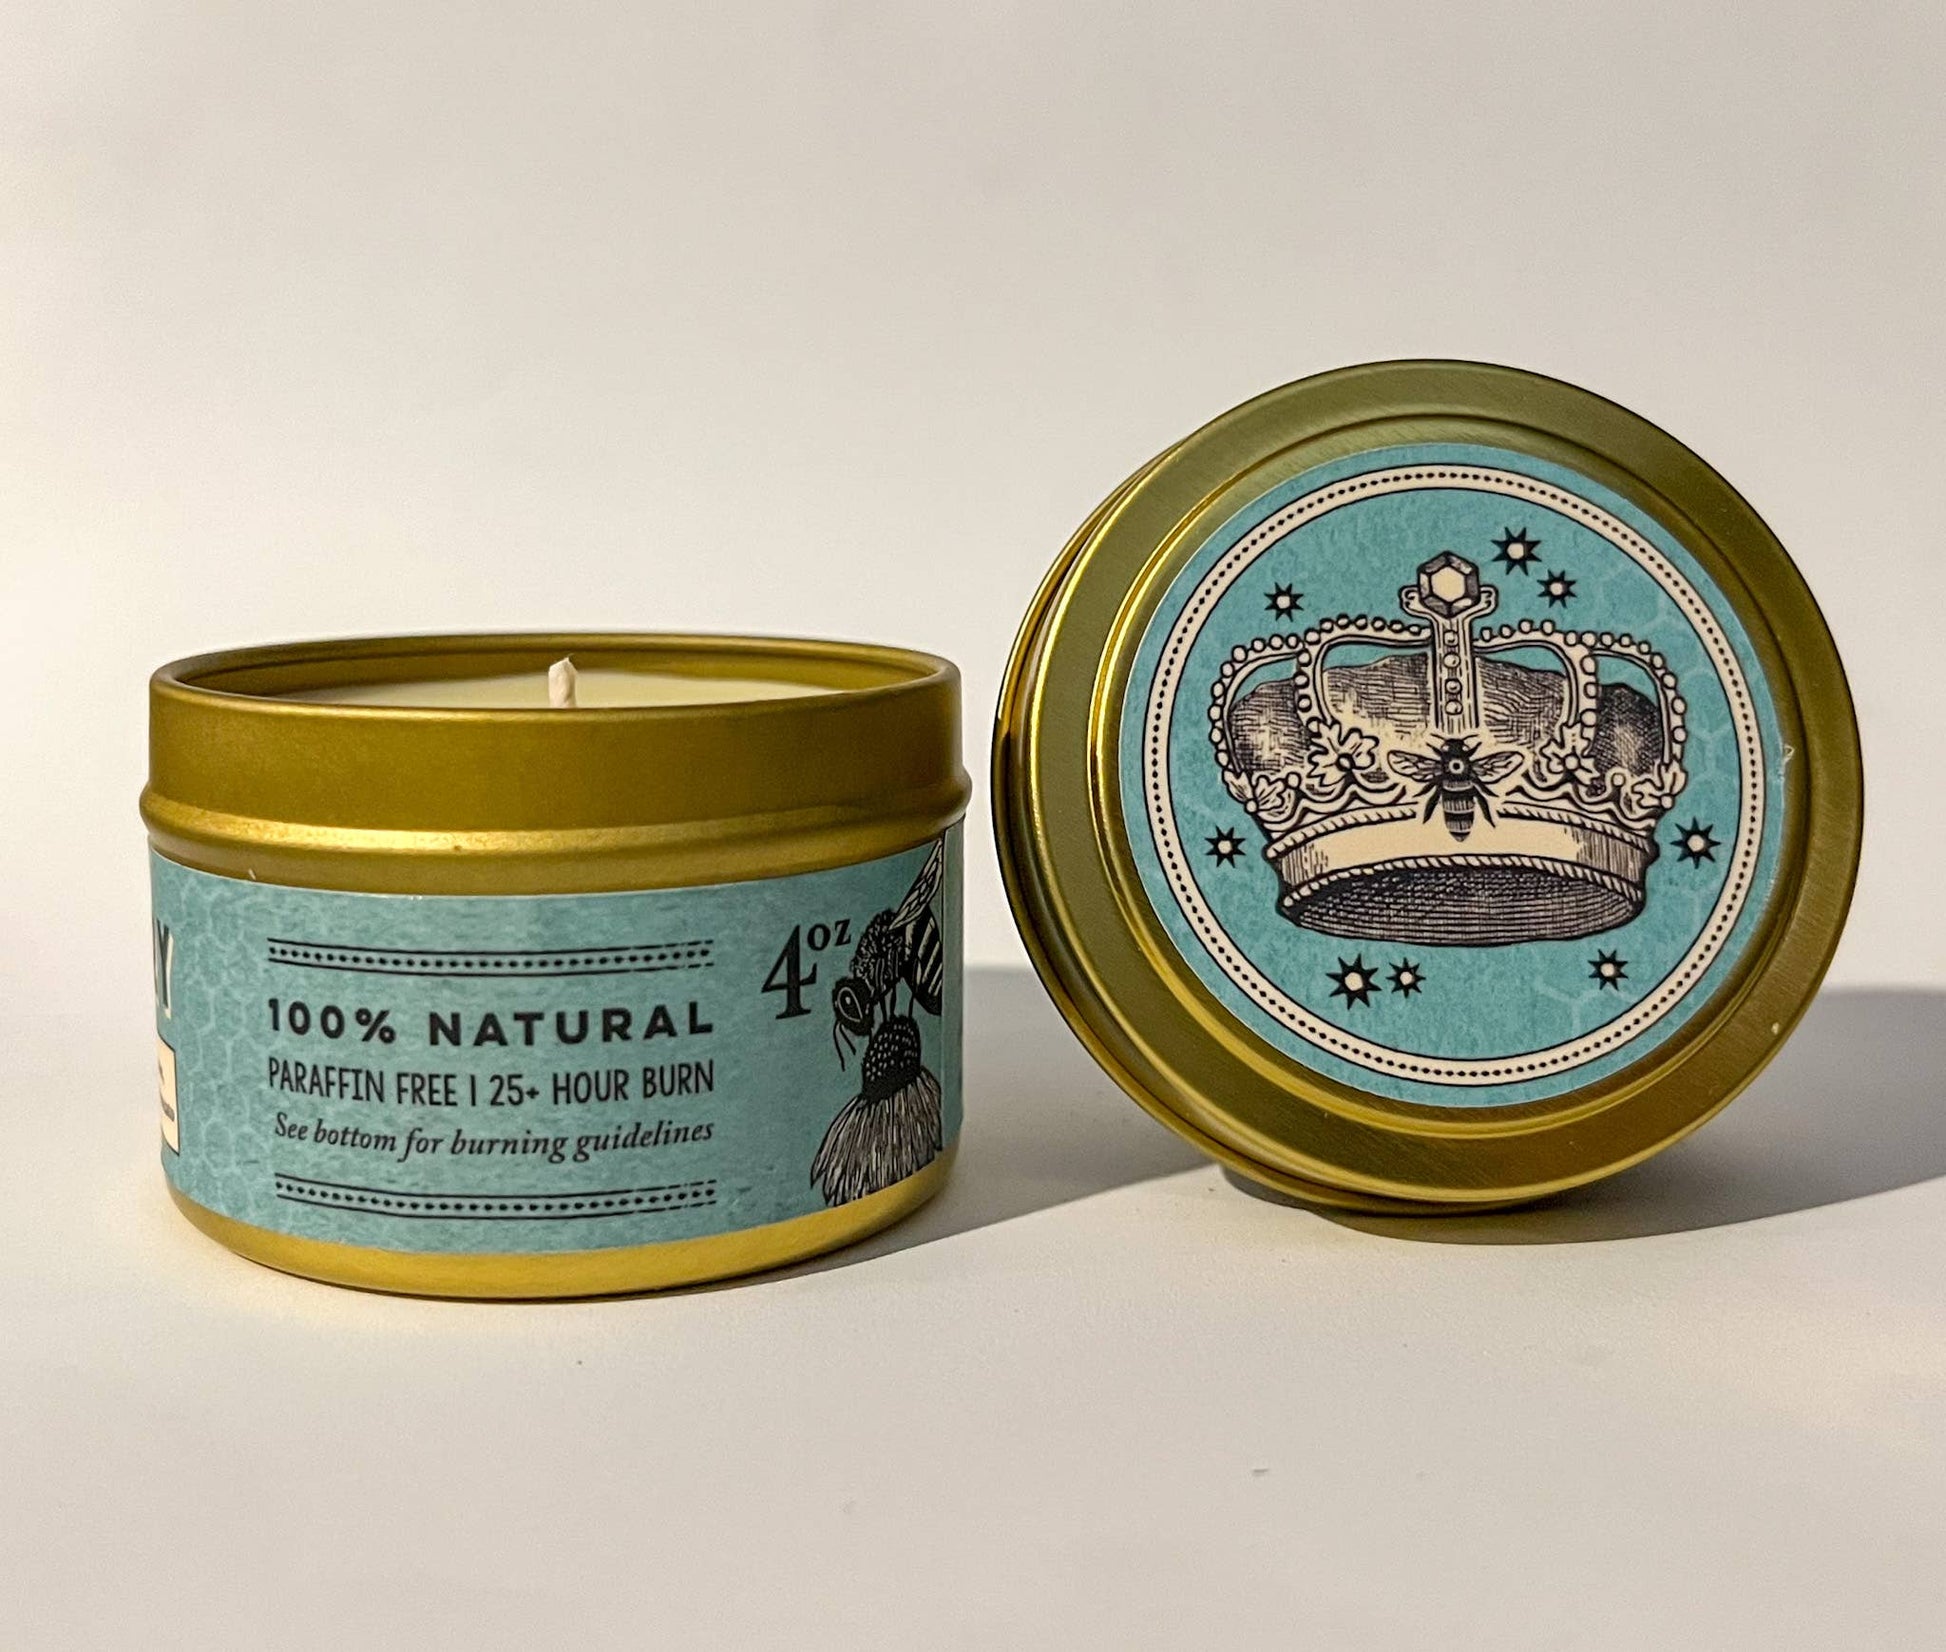 100% NATURAL
PARAFFIN FREE | 25+ HOUR BURN
See bottom for burning guidelines
4oz